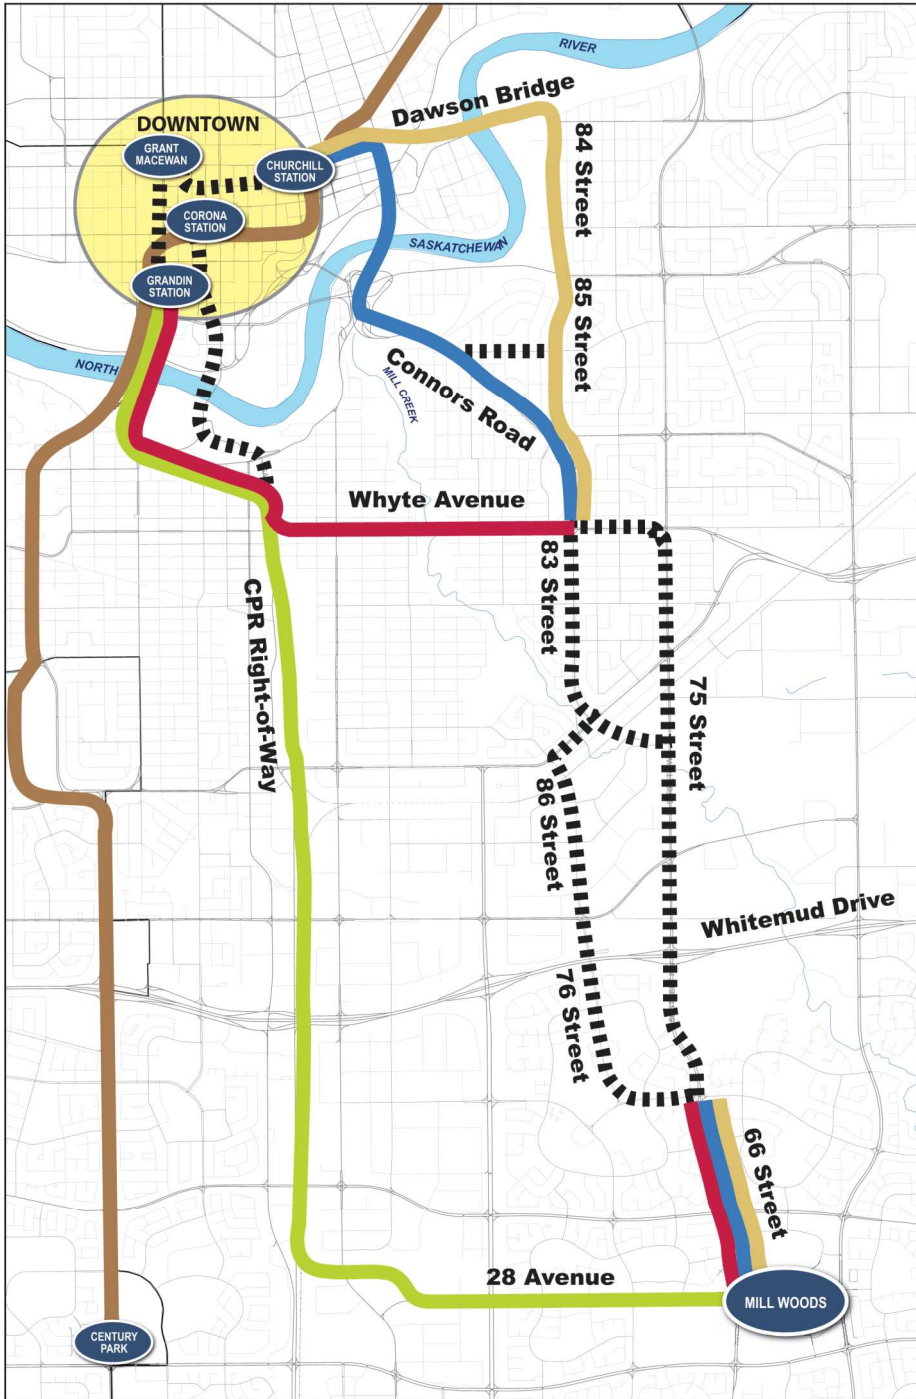 RIVER
Dawson Bridge
DOWNTOWN
GRANT
MACEWAN
CHURCHILL
STATION
84 Street
CORONA
STATION
SASKATCHEWAN
GRANDIN
STATION
85 Street
NORTH
Connors Road
MILL CREEK
Whyte Avenue
83 Street
CPR Right-of-Way
75 Street
86 Street
Whitemud Drive
76 Street
66 Street
28 Avenue
MILL WOODS
CENTURY
PARK